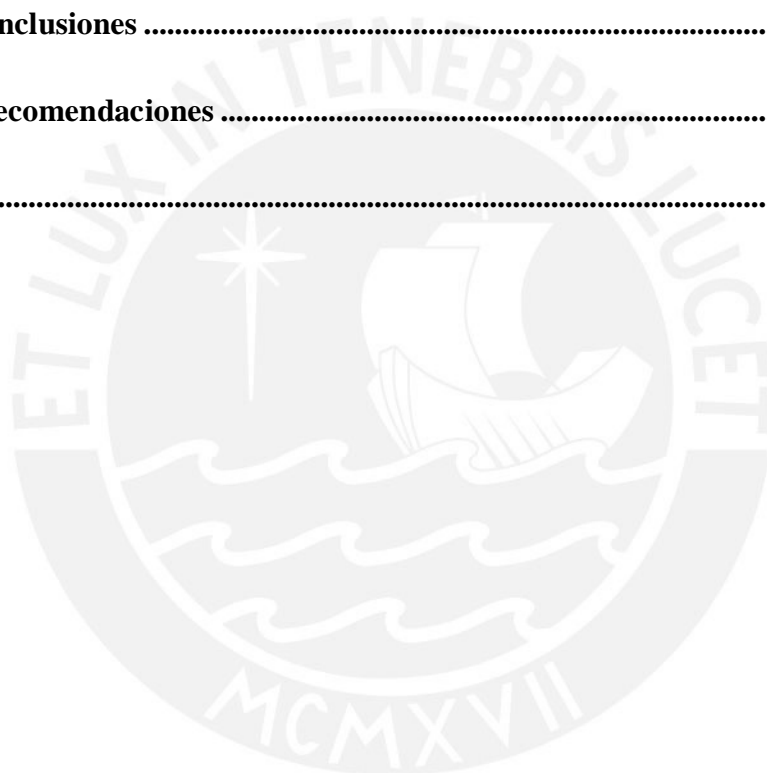 nclusiones ...............................................................................
ecomendaciones ...............................................................................
...............................................................................
ET LUX IN TENEBRIS LUCET
MCMXVII